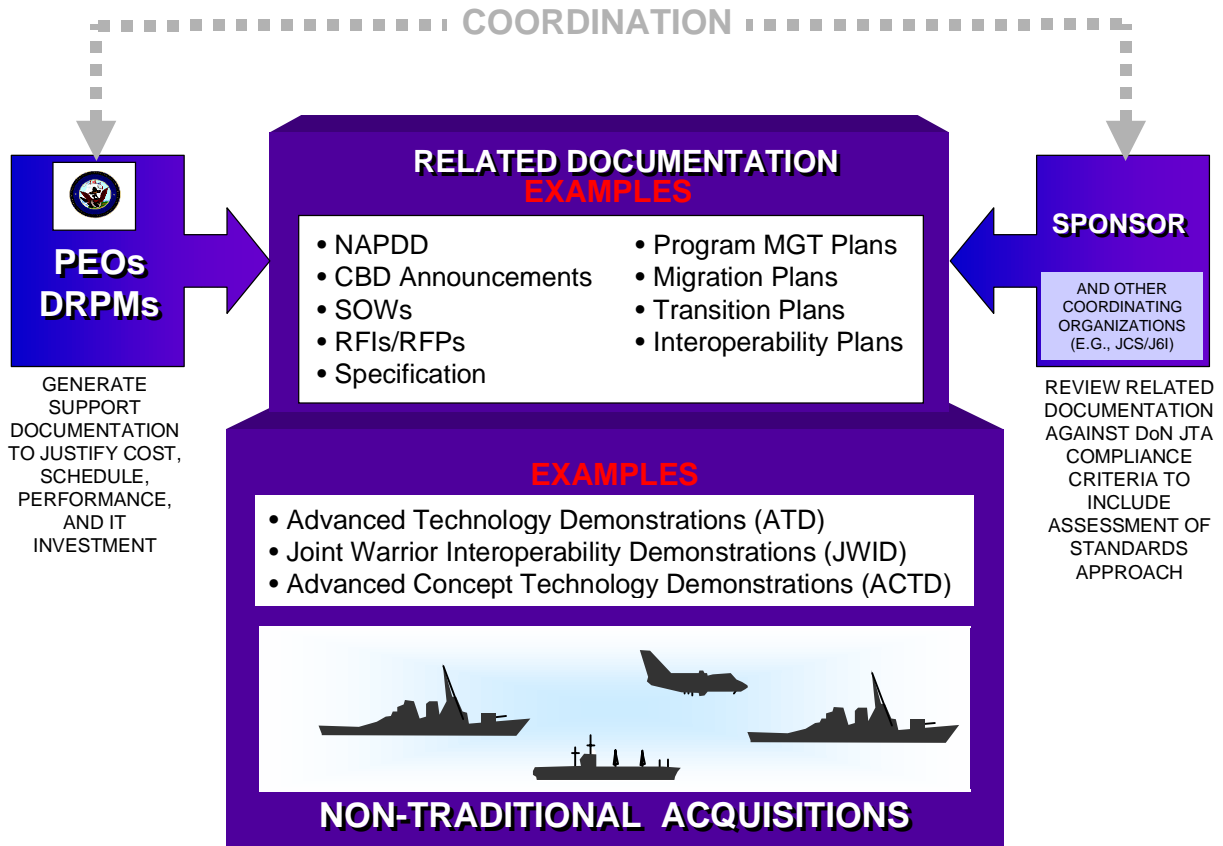 COORDINATION
RELATED DOCUMENTATION
EXAMPLES
• NAPDD
• CBD Announcements
• SOWs
• RFIs/RFPs
• Specification
• Program MGT Plans
• Migration Plans
• Transition Plans
• Interoperability Plans
PEOs
DRPMs
GENERATE
SUPPORT
DOCUMENTATION
TO JUSTIFY COST,
SCHEDULE,
PERFORMANCE,
AND IT
INVESTMENT
SPONSOR
AND OTHER
COORDINATING
ORGANIZATIONS
(E.G., JCS/J6I)
REVIEW RELATED
DOCUMENTATION
AGAINST DoN JTA
COMPLIANCE
CRITERIA TO
INCLUDE
ASSESSMENT OF
STANDARDS
APPROACH
EXAMPLES
• Advanced Technology Demonstrations (ATD)
• Joint Warrior Interoperability Demonstrations (JWID)
• Advanced Concept Technology Demonstrations (ACTD)
NON-TRADITIONAL ACQUISITIONS